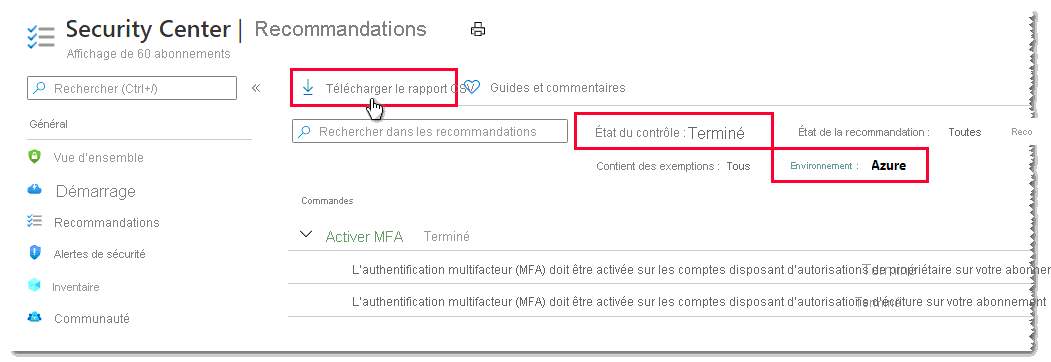 Security Center | Recommandations
Affichage de 60 abonnements
Rechercher (Ctrl+/)
«
Télécharger le rapport CSV
Guides et commentaires
Général
Rechercher dans les recommandations
État du contrôle : Terminé
État de la recommandation : Toutes
Reco
Vue d'ensemble
Contient des exemptions : Tous
Environnement : Azure
Démarrage
Commandes
Recommandations
Activer MFA Terminé
Alertes de sécurité
L'authentification multifacteur (MFA) doit être activée sur les comptes disposant d'autorisations de propriétaire sur votre abonnem
Terminé
Inventaire
L'authentification multifacteur (MFA) doit être activée sur les comptes disposant d'autorisations d'écriture sur votre abonnement
Terminé
Communauté